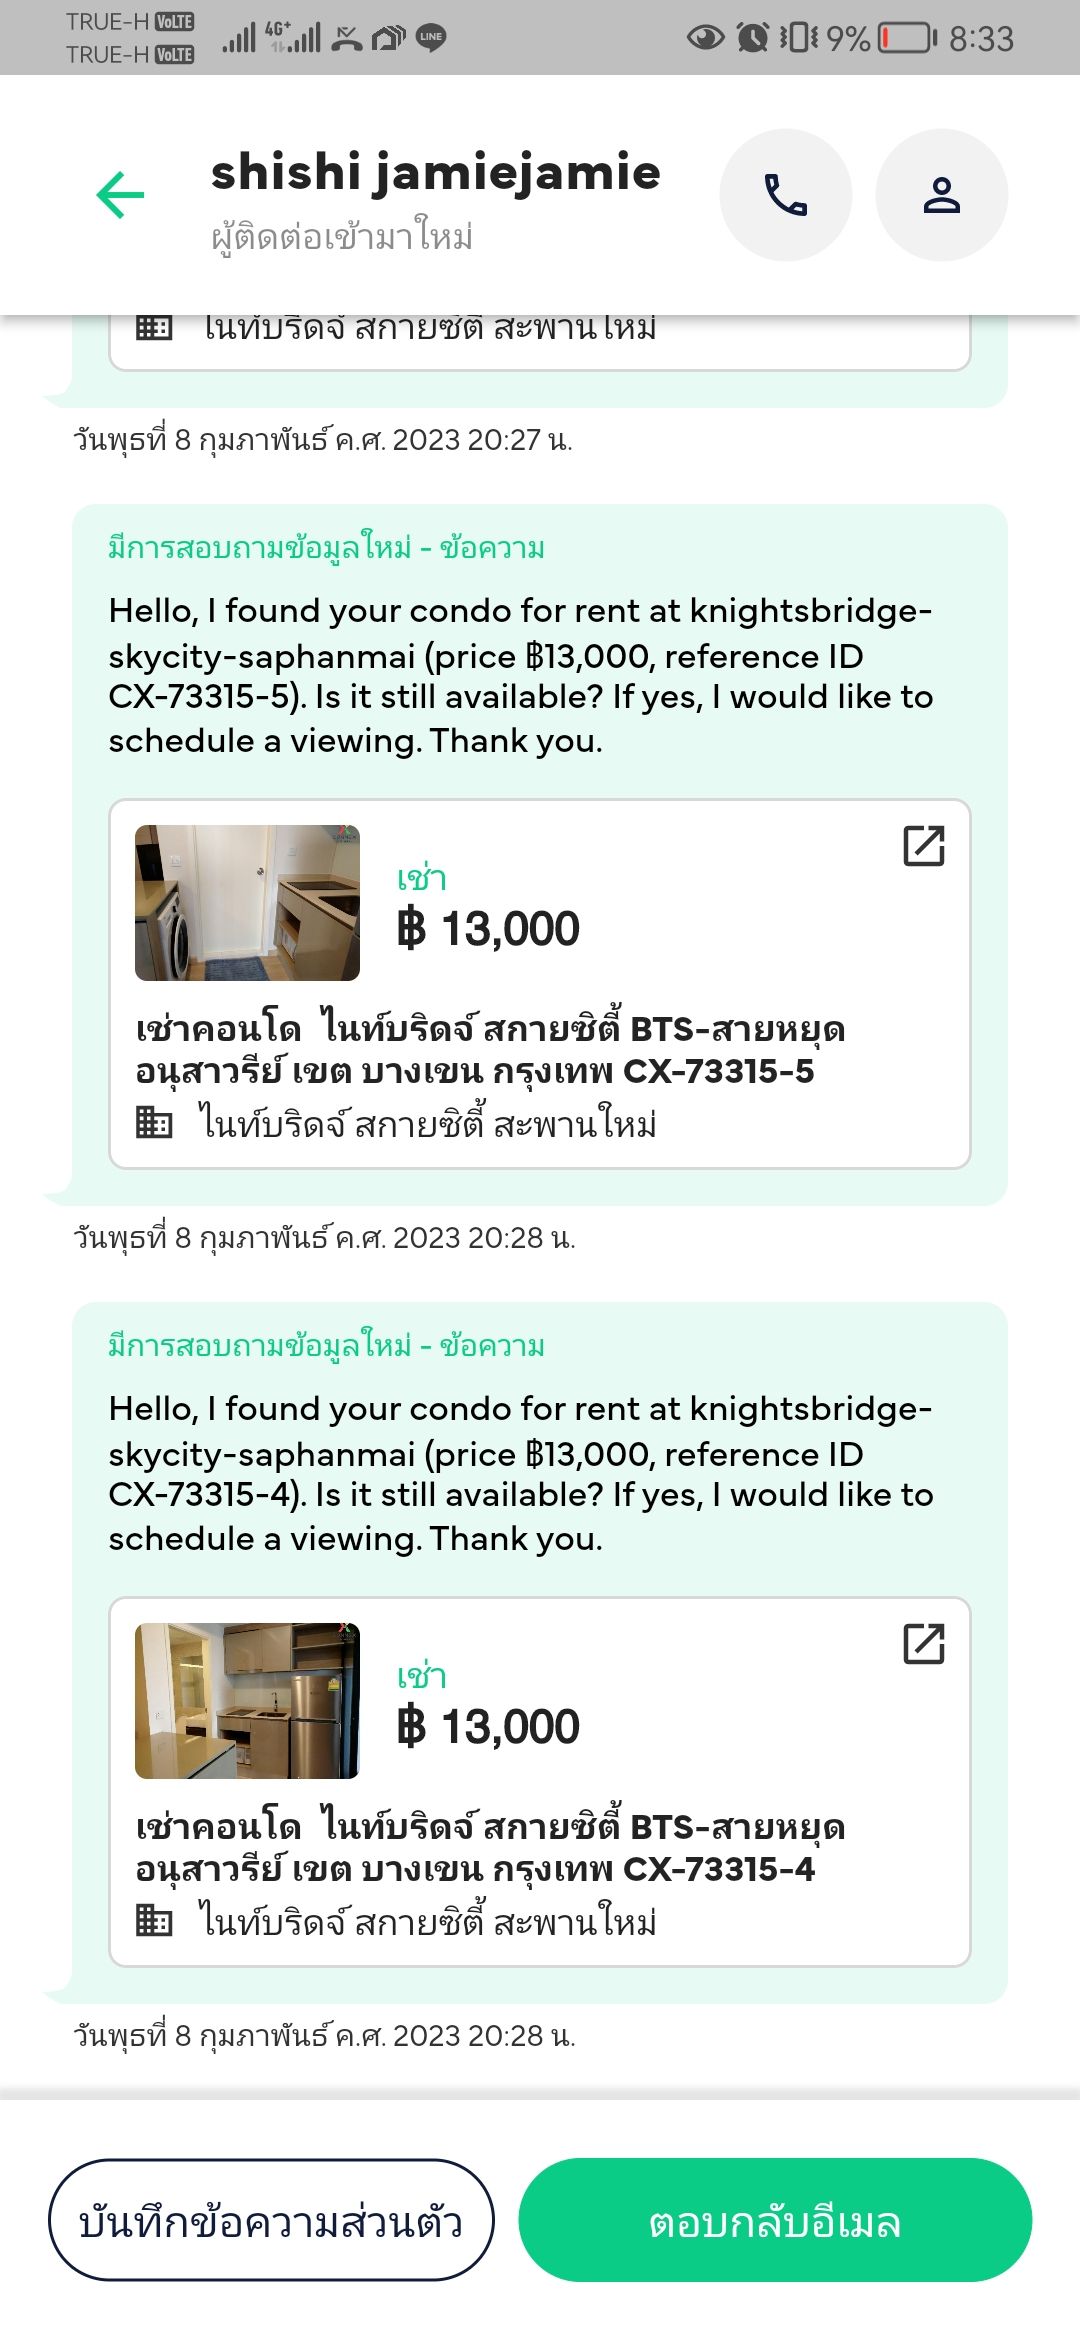 TRUE-H VoLTE
TRUE-H VoLTE
4G+
LINE
9%
8:33
shishi jamiejamie
ผู้ติดต่อเข้ามาใหม่
ไนท์บริดจ์ สกายซิตี้ สะพานใหม่
วันพุธที่ 8 กุมภาพันธ์ ค.ศ. 2023 20:27 น.
มีการสอบถามข้อมูลใหม่ - ข้อความ
Hello, I found your condo for rent at knightsbridge-
skycity-saphanmai (price ฿13,000, reference ID
CX-73315-5). Is it still available? If yes, I would like to
schedule a viewing. Thank you.
เช่า
฿ 13,000
เช่าคอนโด ไนท์บริดจ์ สกายซิตี้ BTS-สายหยุด
อนุสาวรีย์ เขต บางเขน กรุงเทพ CX-73315-5
ไนท์บริดจ์ สกายซิตี้ สะพานใหม่
วันพุธที่ 8 กุมภาพันธ์ ค.ศ. 2023 20:28 น.
มีการสอบถามข้อมูลใหม่ - ข้อความ
Hello, I found your condo for rent at knightsbridge-
skycity-saphanmai (price ฿13,000, reference ID
CX-73315-4). Is it still available? If yes, I would like to
schedule a viewing. Thank you.
เช่า
฿ 13,000
เช่าคอนโด ไนท์บริดจ์ สกายซิตี้ BTS-สายหยุด
อนุสาวรีย์ เขต บางเขน กรุงเทพ CX-73315-4
ไนท์บริดจ์ สกายซิตี้ สะพานใหม่
วันพุธที่ 8 กุมภาพันธ์ ค.ศ. 2023 20:28 น.
บันทึกข้อความส่วนตัว
ตอบกลับอีเมล